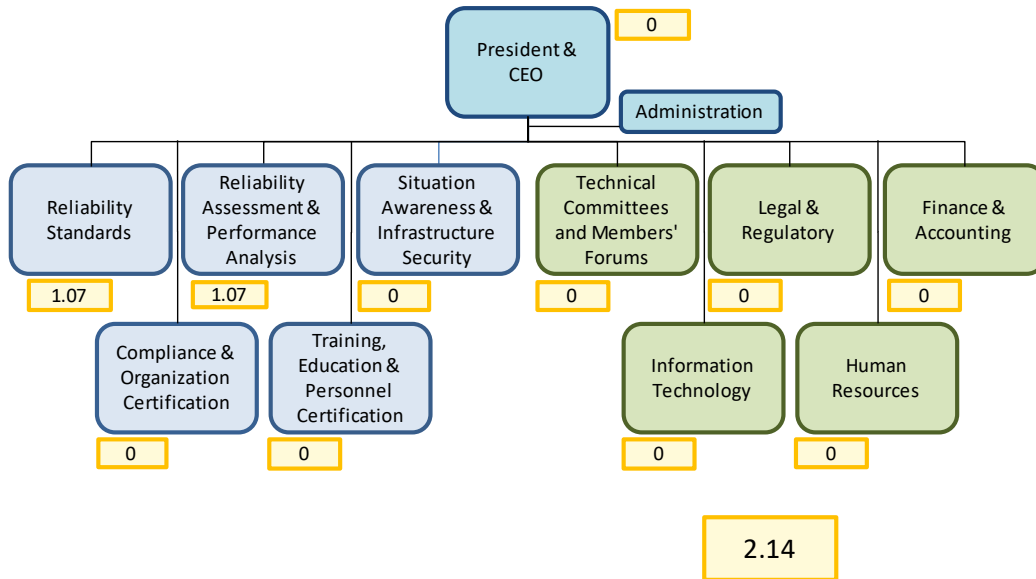 President &
CEO
0
Administration
Reliability
Standards
1.07
Reliability
Assessment &
Performance
Analysis
1.07
Situation
Awareness &
Infrastructure
Security
0
Technical
Committees
and Members'
Forums
0
Legal &
Regulatory
0
Finance &
Accounting
0
Compliance &
Organization
Certification
0
Training,
Education &
Personnel
Certification
0
Information
Technology
0
Human
Resources
0
2.14